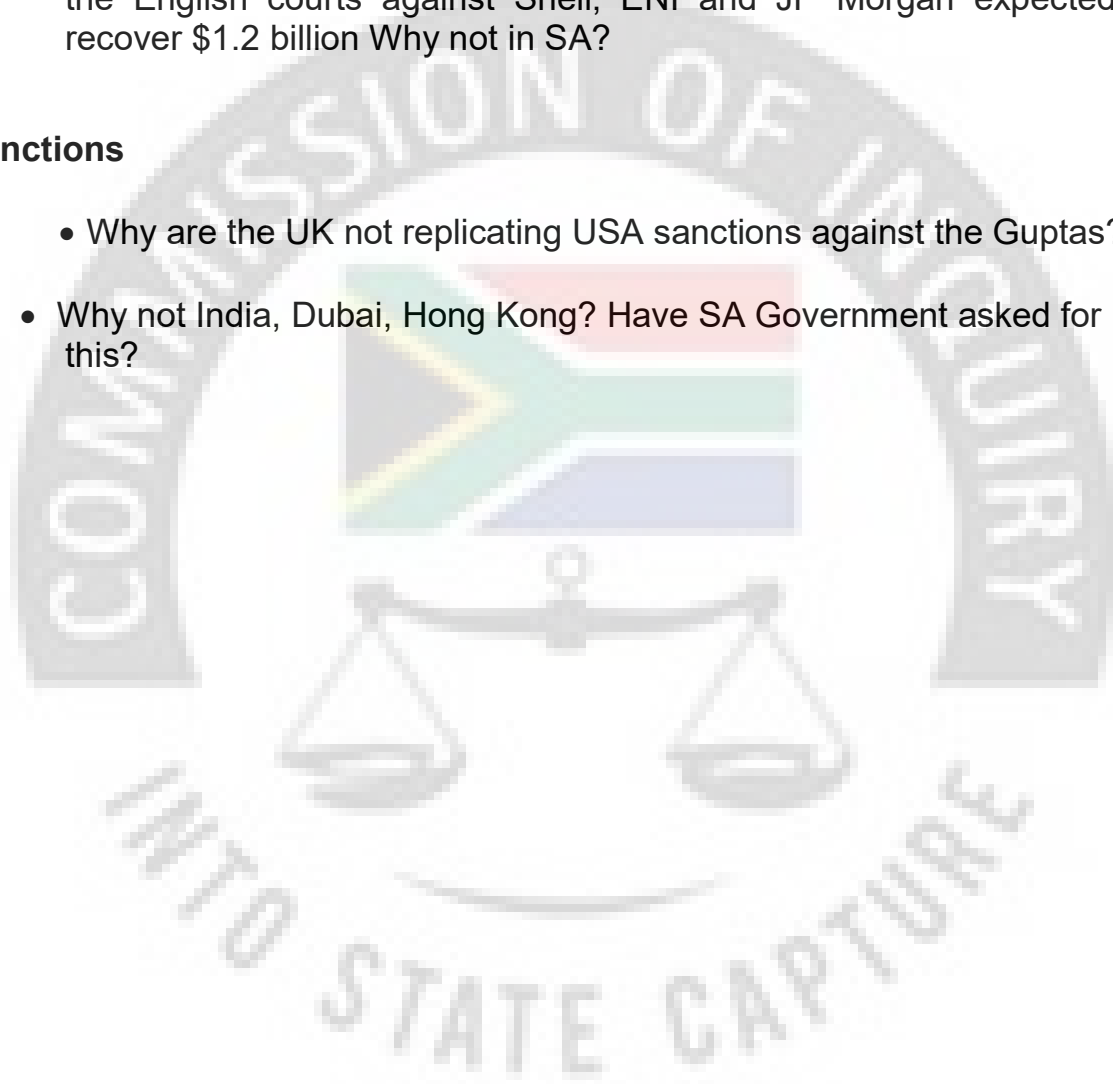 the English courts against Shell, ENI and JP Morgan expected
recover $1.2 billion Why not in SA?
nctions
• Why are the UK not replicating USA sanctions against the Guptas?
• Why not India, Dubai, Hong Kong? Have SA Government asked for
this?
COMMISSION OF INQUIRY
INTO STATE CAPTURE